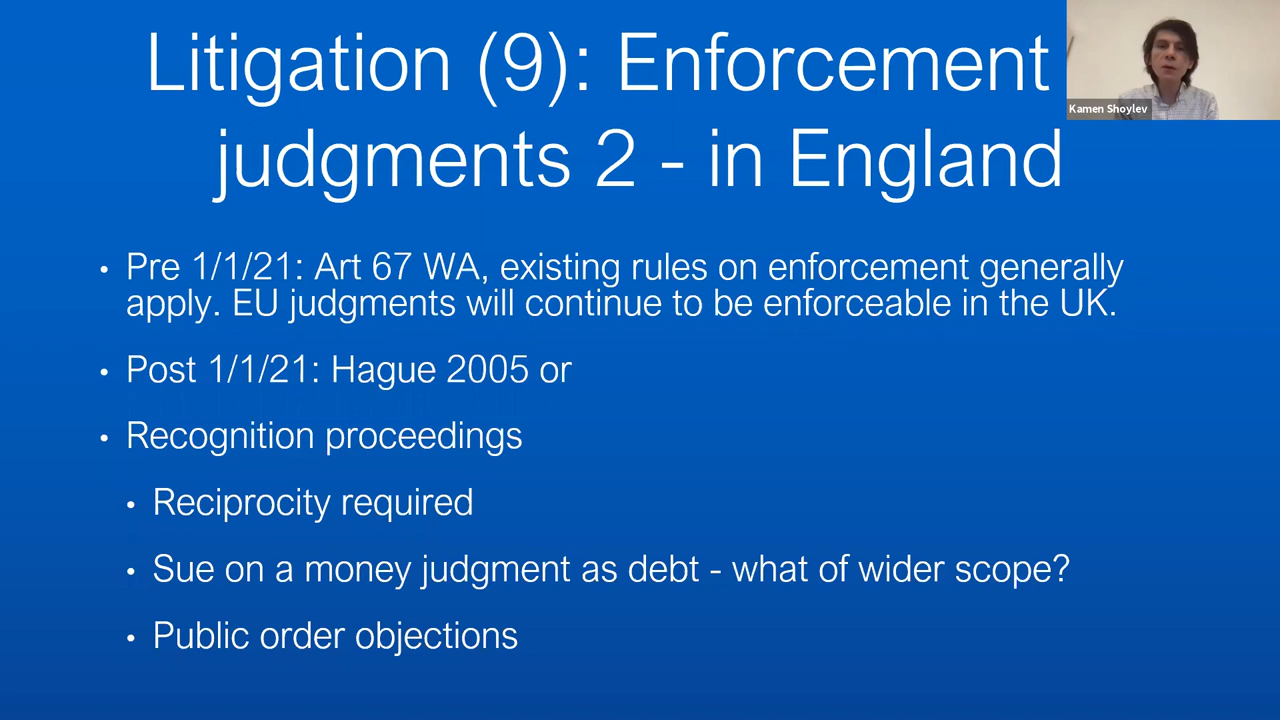 Litigation (9): Enforcement
judgments 2 - in England
Kamen Shoylev
• Pre 1/1/21: Art 67 WA, existing rules on enforcement generally
apply. EU judgments will continue to be enforceable in the UK.
• Post 1/1/21: Hague 2005 or
• Recognition proceedings
• Reciprocity required
• Sue on a money judgment as debt - what of wider scope?
• Public order objections